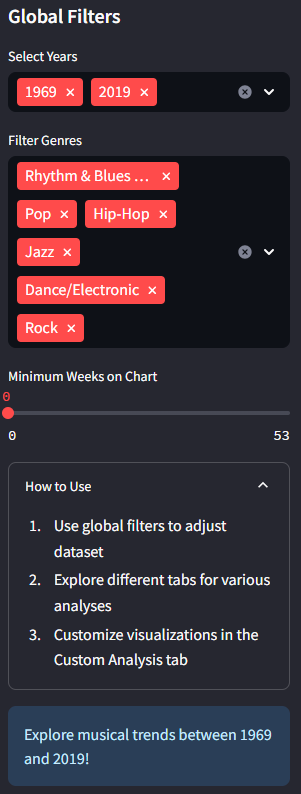 Global Filters
Select Years
1969 × 2019 ×
Filter Genres
Rhythm & Blues ... ×
Pop × Hip-Hop ×
Jazz ×
Dance/Electronic ×
Rock ×
Minimum Weeks on Chart
0
0 53
How to Use
1. Use global filters to adjust
dataset
2. Explore different tabs for various
analyses
3. Customize visualizations in the
Custom Analysis tab
Explore musical trends between 1969
and 2019!